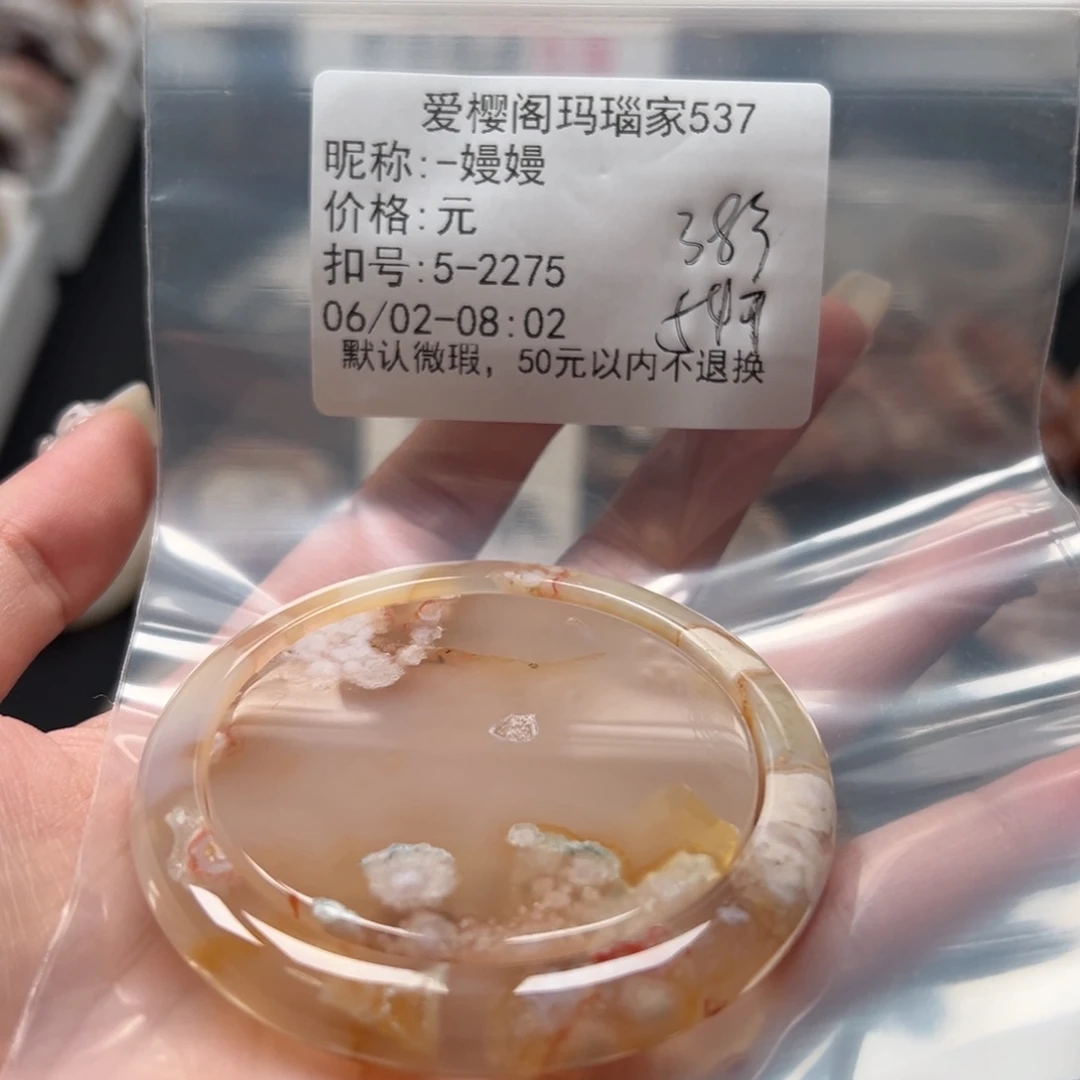 爱樱阁玛瑙家537
昵称:-嫚嫚
价格:元
扣号:5-2275
06/02-08:02
默认微瑕，50元以内不退换